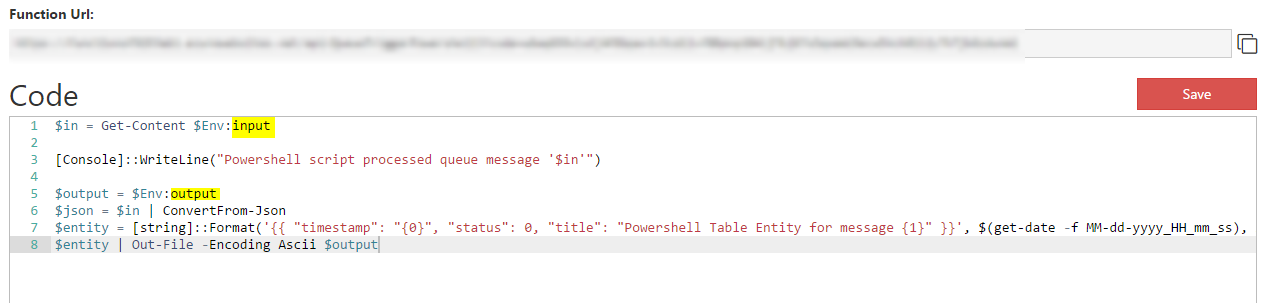 Function Url:
Code
Save
1 $in = Get-Content $Env:input
2
3 [Console]::WriteLine("Powershell script processed queue message '$in'")
4
5 $output = $Env:output
6 $json = $in | ConvertFrom-Json
7 $entity = [string]::Format('{{ "timestamp": "{0}", "status": 0, "title": "Powershell Table Entity for message {1}" }}', $(get-date -f MM-dd-yyyy_HH_mm_ss),
8 $entity | Out-File -Encoding Ascii $output